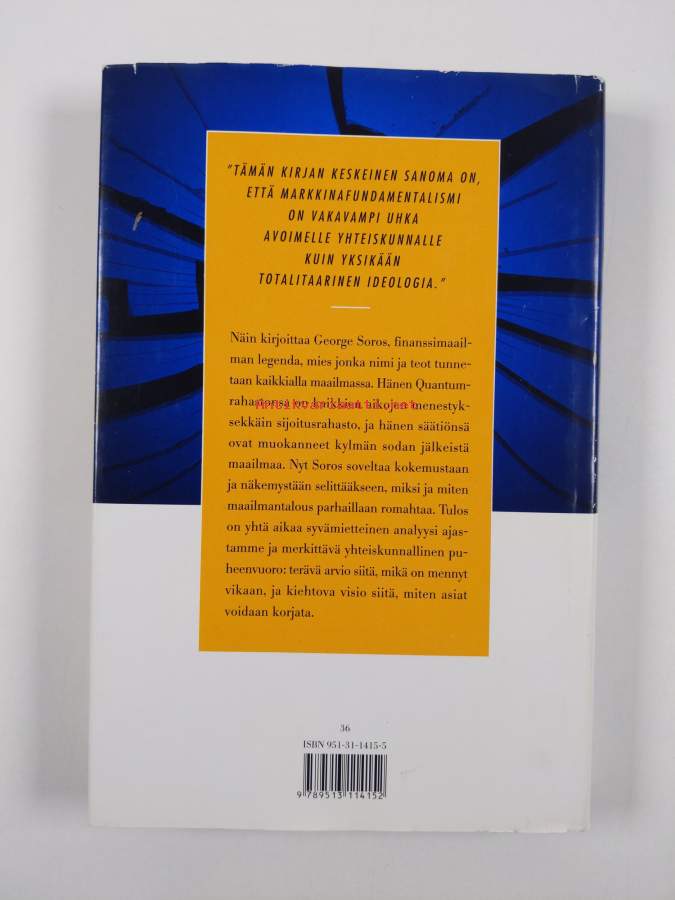 "TÄMÄN KIRJAN KESKEINEN SANOMA ON,
ETTÄ MARKKINAFUNDAMENTALISMI
ON VAKAVAMPI UHKA
AVOIMELLE YHTEISKUNNALLE
KUIN YKSIKÄÄN
TOTALITAARINEN IDEOLOGIA."
Näin kirjoittaa George Soros, finanssimaail-
man legenda, mies jonka nimi ja teot tunne-
taan kaikkialla maailmassa. Hänen Quantum-
rahastonsa on kaikkien aikojen menestyk-
sekkäin sijoitusrahasto, ja hänen säätiönsä
ovat muokanneet kylmän sodan jälkeistä
maailmaa. Nyt Soros soveltaa kokemustaan
ja näkemystään selittääkseen, miksi ja miten
maailmantalous parhaillaan romahtaa. Tulos
on yhtä aikaa syvämietteinen analyysi ajas-
tamme ja merkittävä yhteiskunnallinen pu-
heenvuoro: terävä arvio siitä, mikä on mennyt
vikaan, ja kiehtova visio siitä, miten asiat
voidaan korjata.
36
ISBN 951-31-1415-5
9 789513 114152